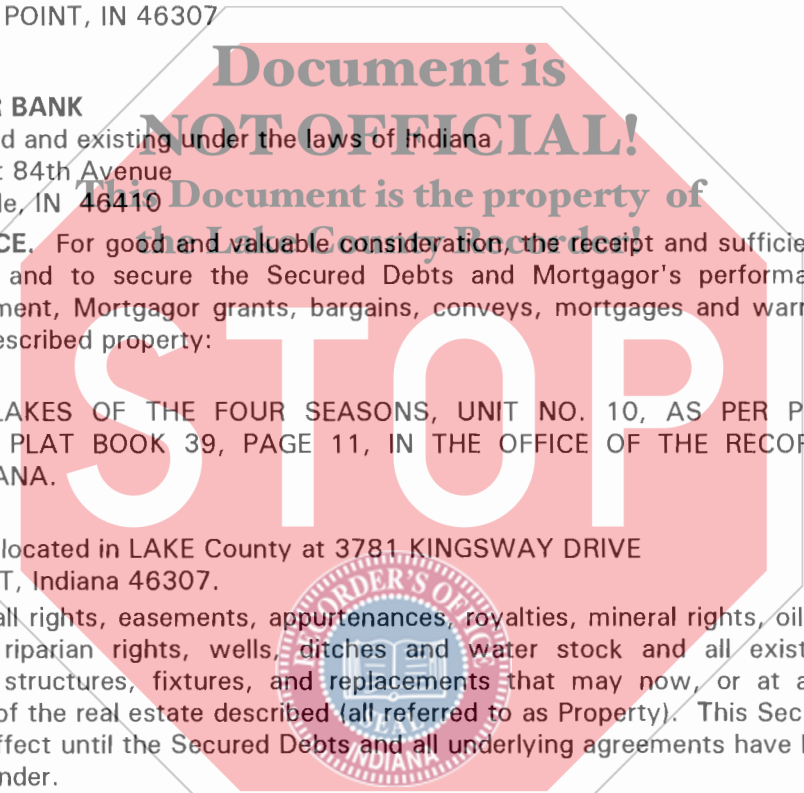 POINT, IN 46307
Document is
R BANK
NOT OFFICIAL!
d and existing under the laws of Indiana
t 84th Avenue
This Document is the property of
le, IN 46410
the Lake County Recorder!
CE. For good and valuable consideration, the receipt and sufficie
and to secure the Secured Debts and Mortgagor's performa
ment, Mortgagor grants, bargains, conveys, mortgages and warr
escribed property:
STOP
LAKES OF THE FOUR SEASONS, UNIT NO. 10, AS PER P
PLAT BOOK 39, PAGE 11, IN THE OFFICE OF THE RECOR
ANA.
located in LAKE County at 3781 KINGSWAY DRIVE
T, Indiana 46307.
RECORDER'S OFFICE
all rights, easements, appurtenances, royalties, mineral rights, oil
riparian rights, wells, ditches and water stock and all exist
structures, fixtures, and replacements that may now, or at a
of the real estate described (all referred to as Property). This Sec
SEAL
ffect until the Secured Debts and all underlying agreements have
INDIANA
nder.